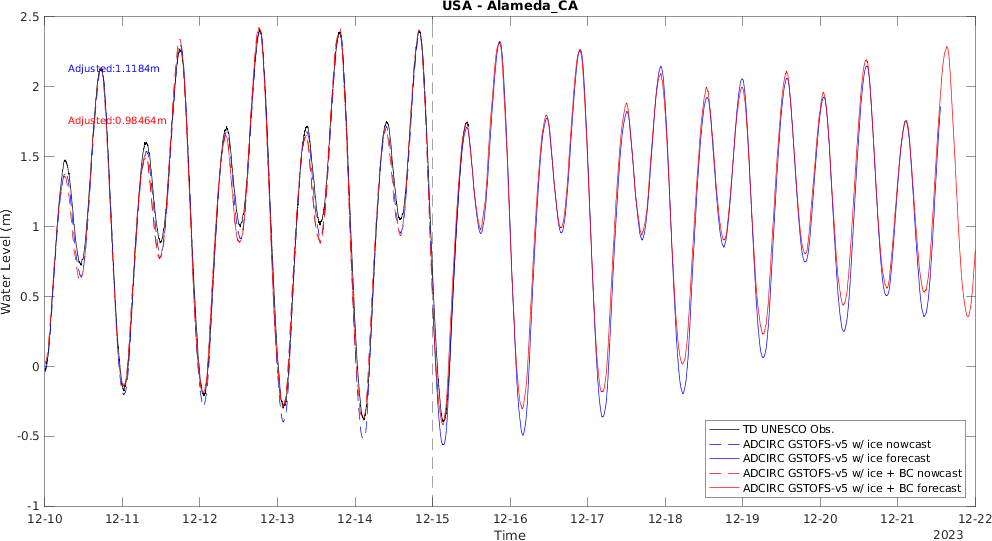 USA - Alameda_CA
2.5
2
1.5
1
0.5
0
-0.5
-1
Water Level (m)
Adjusted:1.1184m
Adjusted:0.98464m
TD UNESCO Obs.
ADCIRC GSTOFS-v5 w/ ice nowcast
ADCIRC GSTOFS-v5 w/ ice forecast
ADCIRC GSTOFS-v5 w/ ice + BC nowcast
ADCIRC GSTOFS-v5 w/ ice + BC forecast
12-10 12-11 12-12 12-13 12-14 12-15 12-16 12-17 12-18 12-19 12-20 12-21 12-22
Time
2023